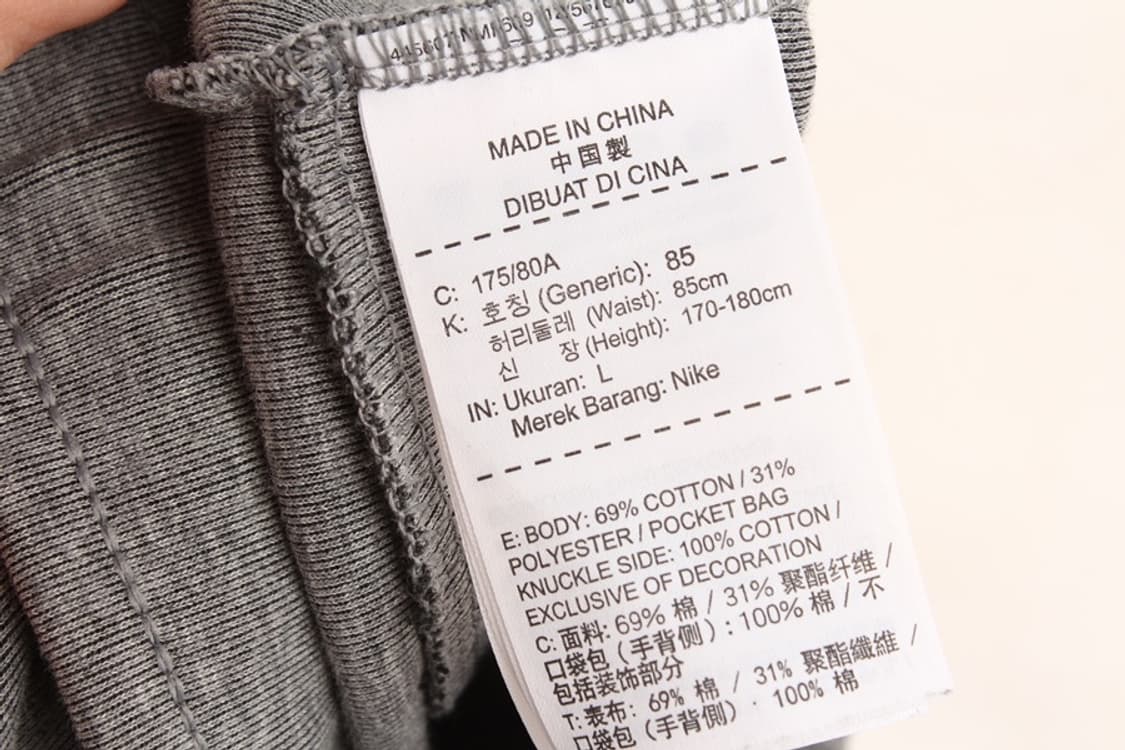 MADE IN CHINA
中国製
DIBUAT DI CINA
C: 175/80A
K: 호칭 (Generic): 85
허리둘레 (Waist): 85cm
신 장 (Height): 170-180cm
IN: Ukuran: L
Merek Barang: Nike
E: BODY: 69% COTTON / 31%
POLYESTER / POCKET BAG
KNUCKLE SIDE: 100% COTTON /
EXCLUSIVE OF DECORATION
C: 面料: 69% 棉 / 31% 聚酯纤维 /
口袋包 (手背侧) : 100% 棉 / 不
包括装饰部分
T: 表布: 69% 棉 / 31% 聚酯纖維 /
口袋包 (手背側) : 100% 棉